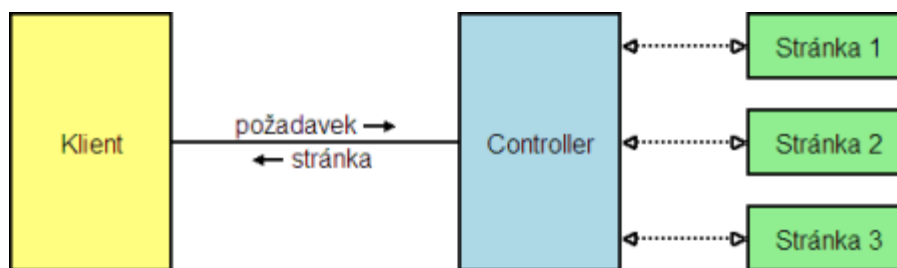 Klient
požadavek →
← stránka
Controller
Stránka 1
Stránka 2
Stránka 3